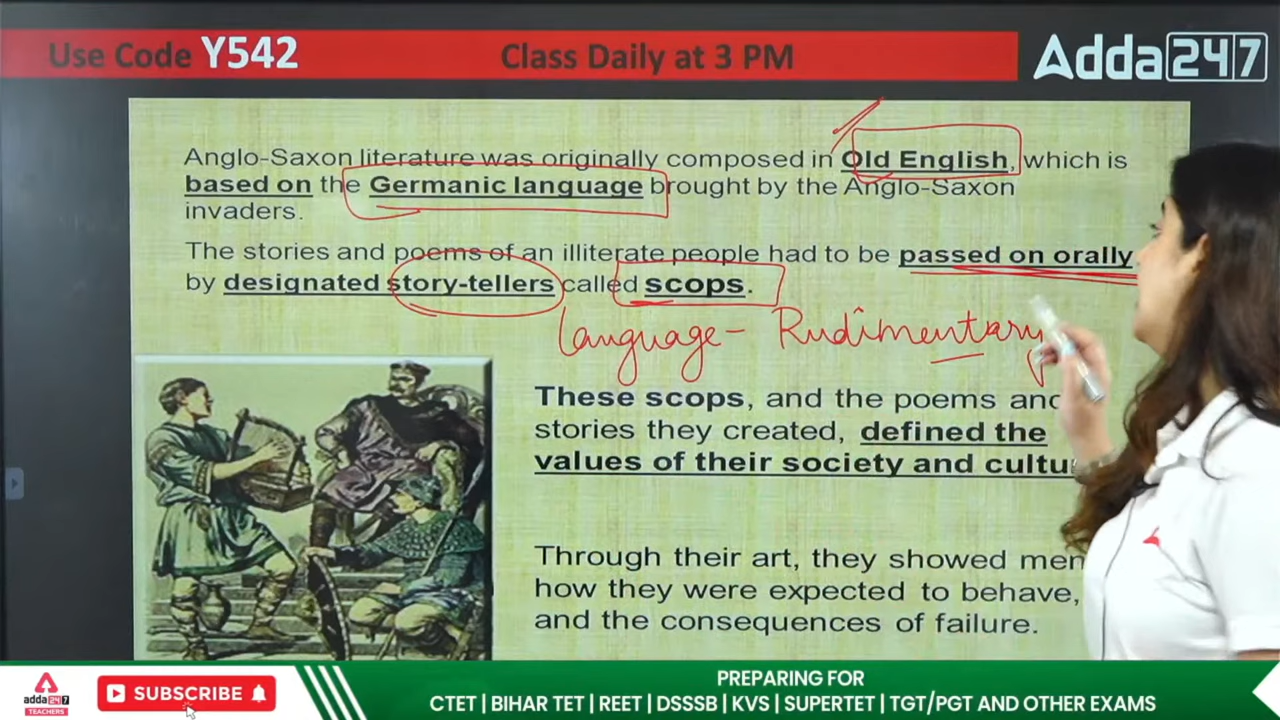 Use Code Y542 Class Daily at 3 PM
Adda247
Anglo-Saxon literature was originally composed in Old English, which is
based on the Germanic language brought by the Anglo-Saxon
invaders.
The stories and poems of an illiterate people had to be passed on orally
by designated story-tellers called scops.
Language - Rudimentary
These scops, and the poems and
stories they created, defined the
values of their society and cultu
Through their art, they showed men
how they were expected to behave,
and the consequences of failure.
adda247
TEACHERS
SUBSCRIBE
PREPARING FOR
CTET | BIHAR TET | REET | DSSSB | KVS | SUPERTET | TGT/PGT AND OTHER EXAMS